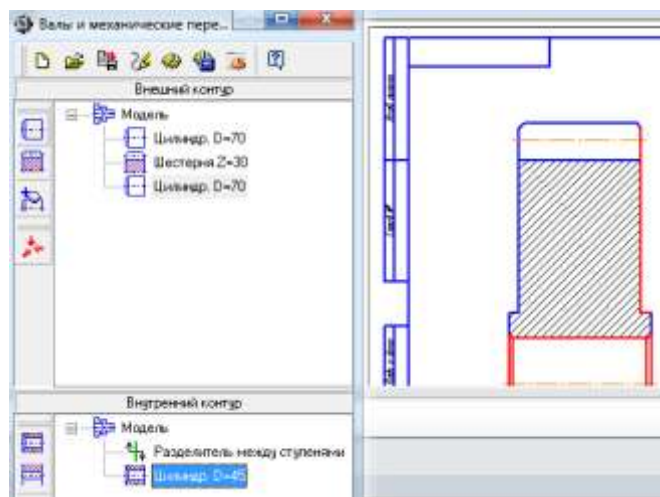 Валы и механические пере...
Внешний контур
Модель
Цилиндр, D=70
Шестерня Z=30
Цилиндр, D=70
Внутренний контур
Модель
Разделитель между ступенями
Цилиндр, D=45